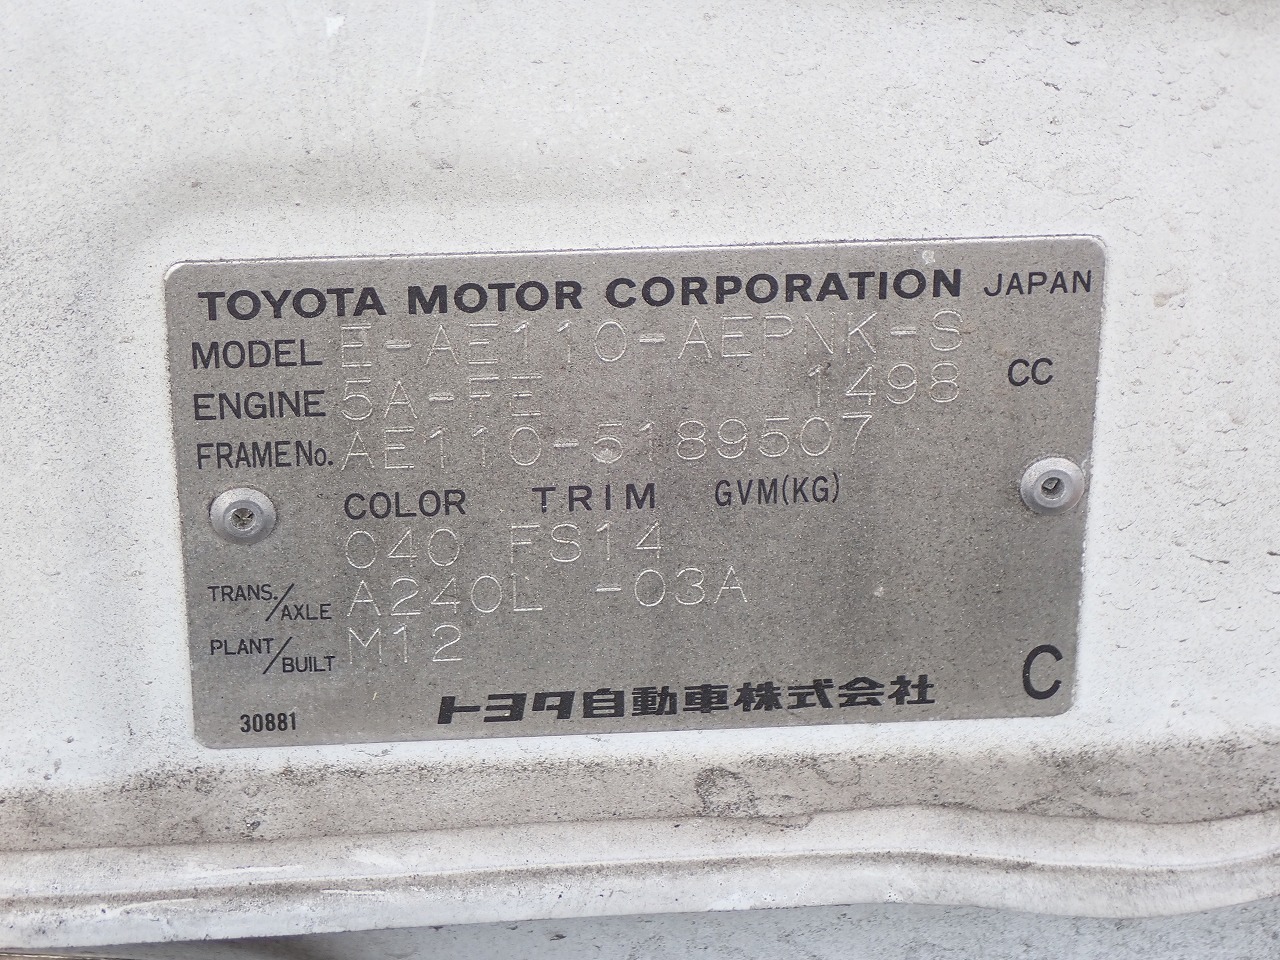 TOYOTA MOTOR CORPORATION JAPAN
MODEL E-AE110-AEPNK-S
ENGINE 5A-FE 1498 CC
FRAME No. AE110-5189507
COLOR TRIM GVM(KG)
040 FS14
TRANS./AXLE A240L -03A
PLANT/BUILT M12
トヨタ自動車株式会社 C
30881